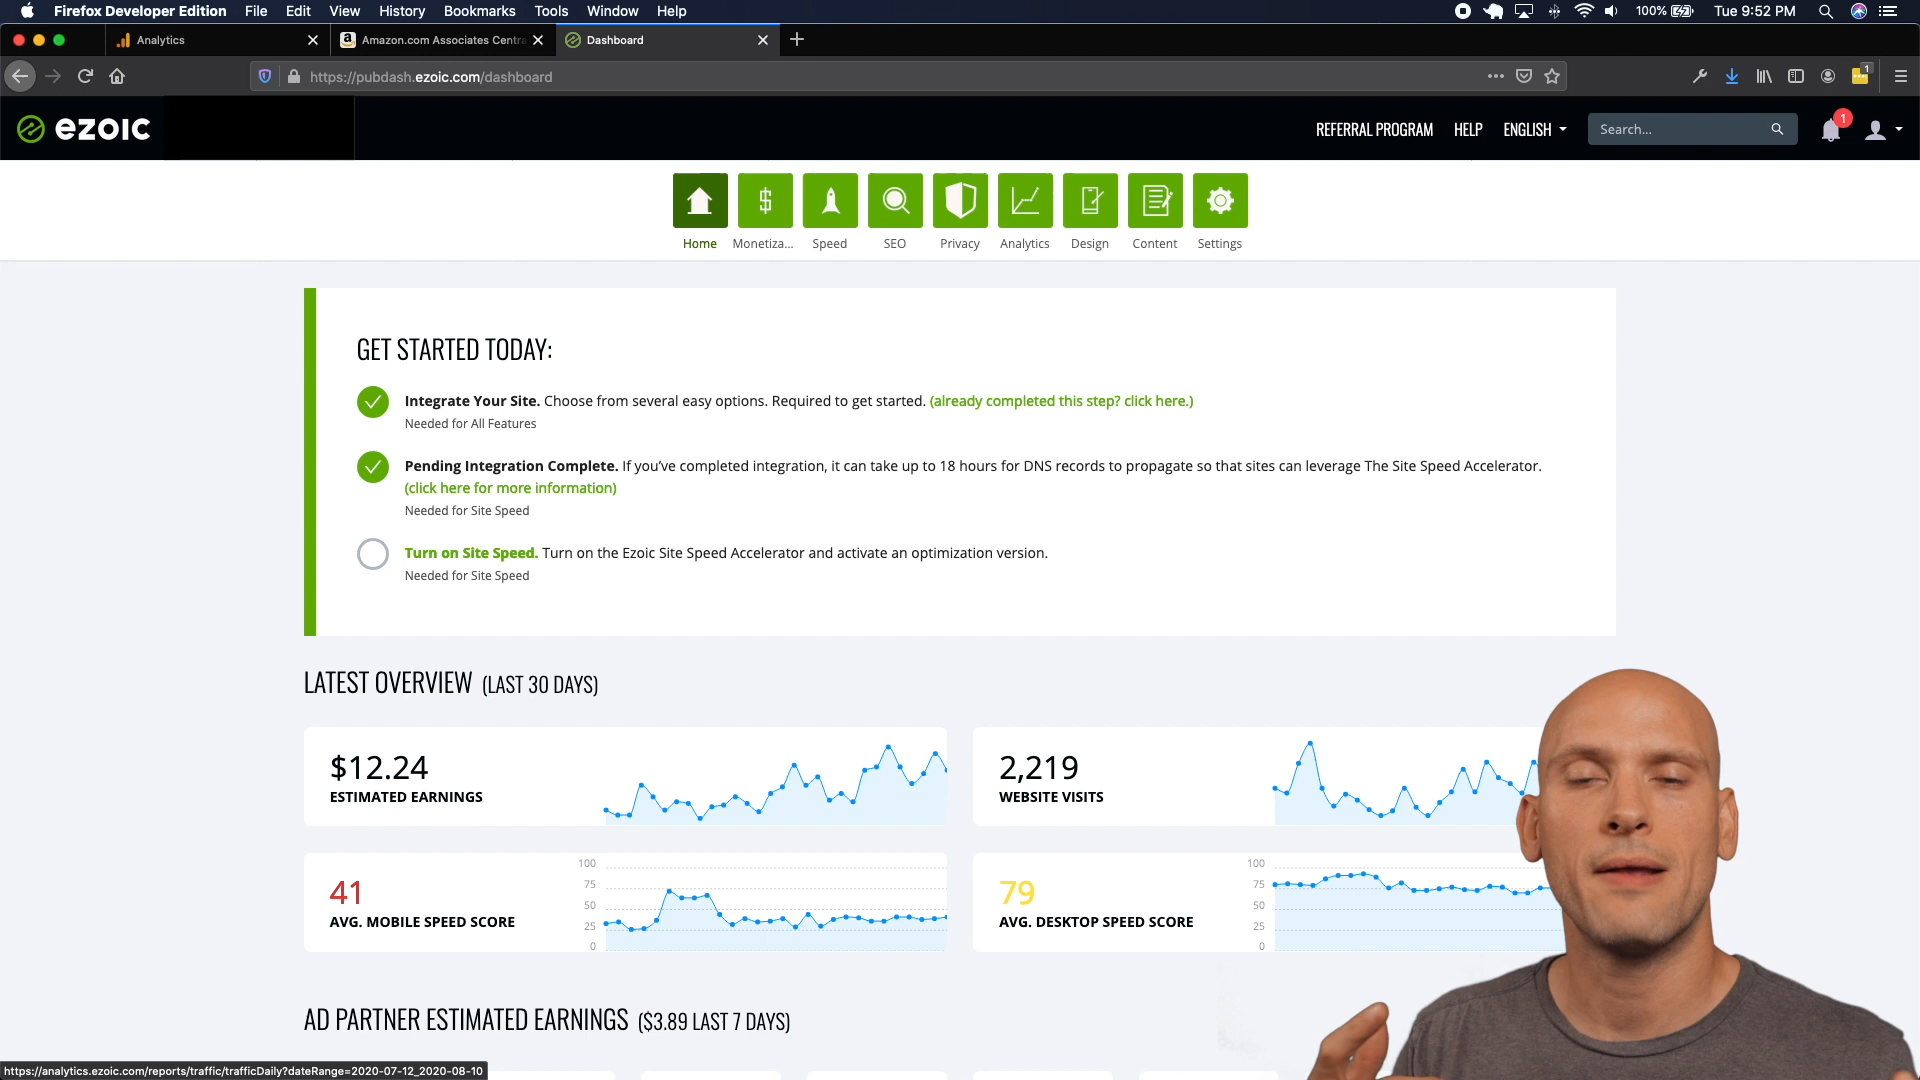 Firefox Developer Edition File Edit View History Bookmarks Tools Window Help
100% Tue 9:52 PM
Analytics
Amazon.com Associates Centra
Dashboard
https://pubdash.ezoic.com/dashboard
1
ezoic
REFERRAL PROGRAM HELP ENGLISH Search...
1
Home Monetiza... Speed SEO Privacy Analytics Design Content Settings
GET STARTED TODAY:
Integrate Your Site. Choose from several easy options. Required to get started. (already completed this step? click here.)
Needed for All Features
Pending Integration Complete. If you've completed integration, it can take up to 18 hours for DNS records to propagate so that sites can leverage The Site Speed Accelerator.
(click here for more information)
Needed for Site Speed
Turn on Site Speed. Turn on the Ezoic Site Speed Accelerator and activate an optimization version.
Needed for Site Speed
LATEST OVERVIEW (LAST 30 DAYS)
$12.24
ESTIMATED EARNINGS
2,219
WEBSITE VISITS
41
AVG. MOBILE SPEED SCORE
100
75
50
25
0
79
AVG. DESKTOP SPEED SCORE
100
75
50
25
0
AD PARTNER ESTIMATED EARNINGS ($3.89 LAST 7 DAYS)
https://analytics.ezoic.com/reports/traffic/trafficDaily?dateRange=2020-07-12_2020-08-10